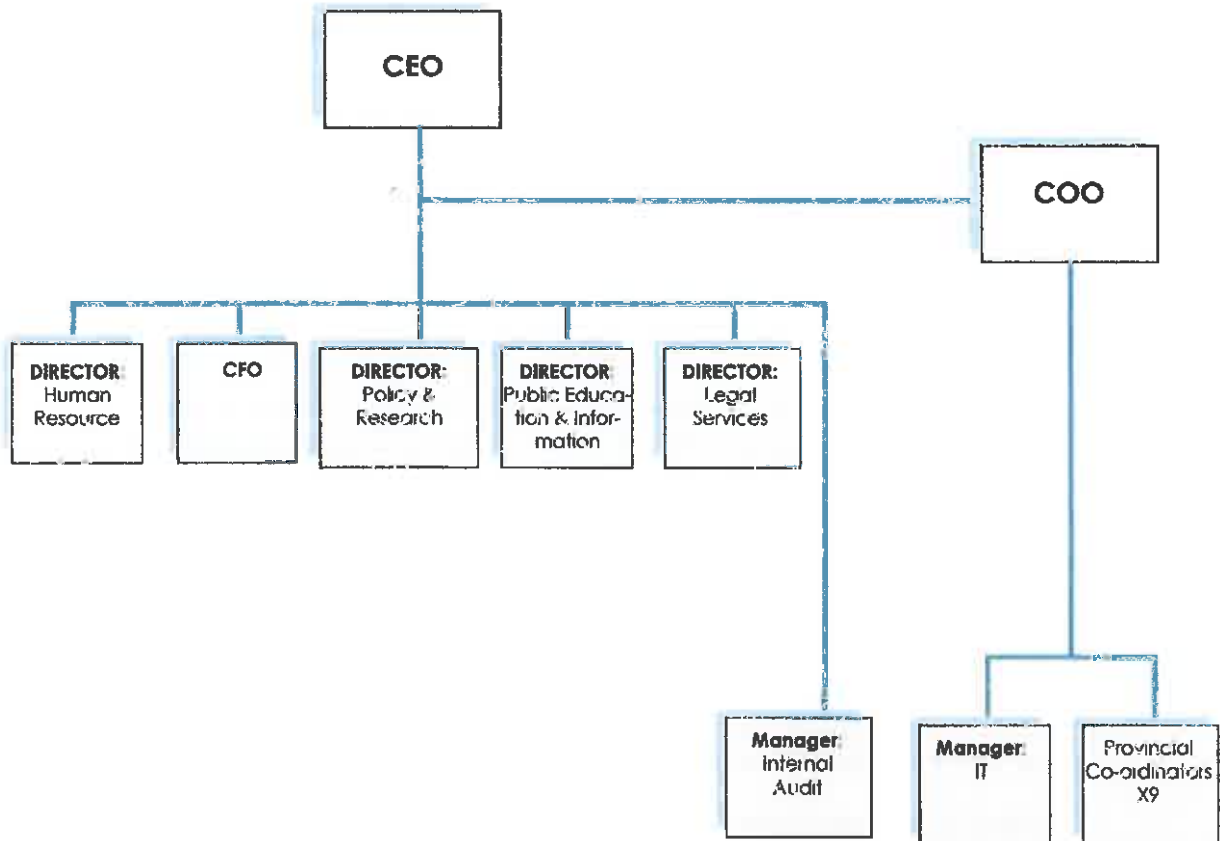 CEO
COO
DIRECTOR:
Human
Resource
CFO
DIRECTOR:
Policy &
Research
DIRECTOR:
Public Educa-
tion & Infor-
mation
DIRECTOR:
Legal
Services
Manager:
Internal
Audit
Manager:
IT
Provincial
Co-ordinators
X9